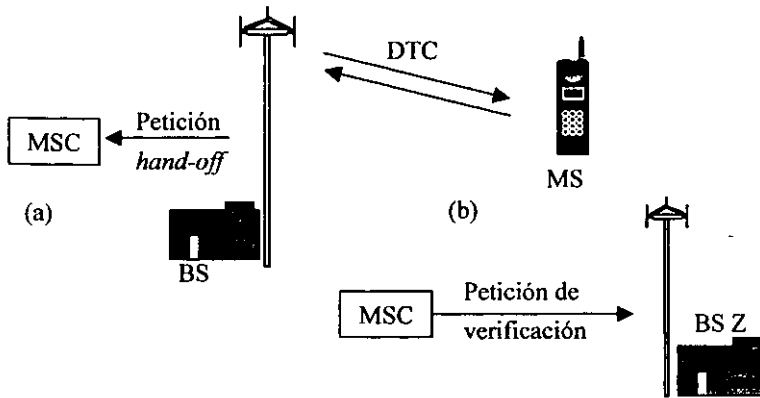 DTC
Petición
MSC
hand-off
MS
(a)
(b)
BS
Petición de
MSC
verificación
BS Z